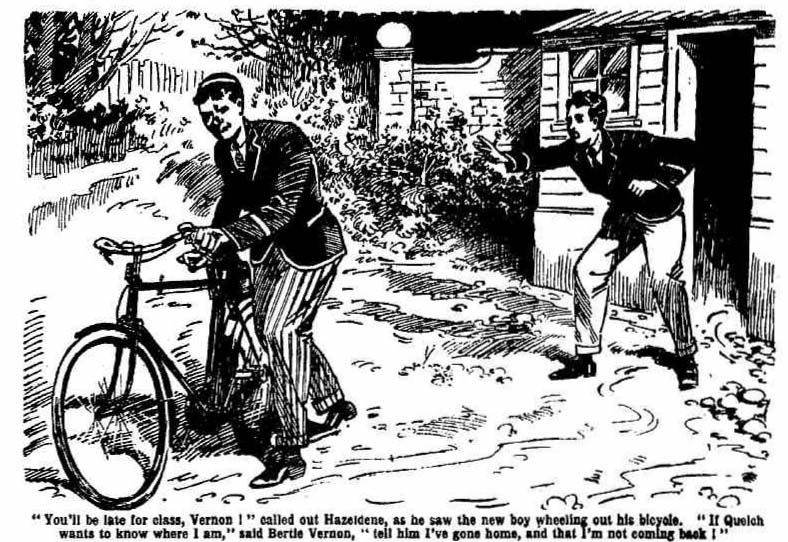 “ You'll be late for class, Vernon ! ” called out Hazeldene, as he saw the new boy wheeling out his bicycle. “ If Quelch
wants to know where I am,” said Bertie Vernon, “ tell him I've gone home, and that I'm not coming back ! ”